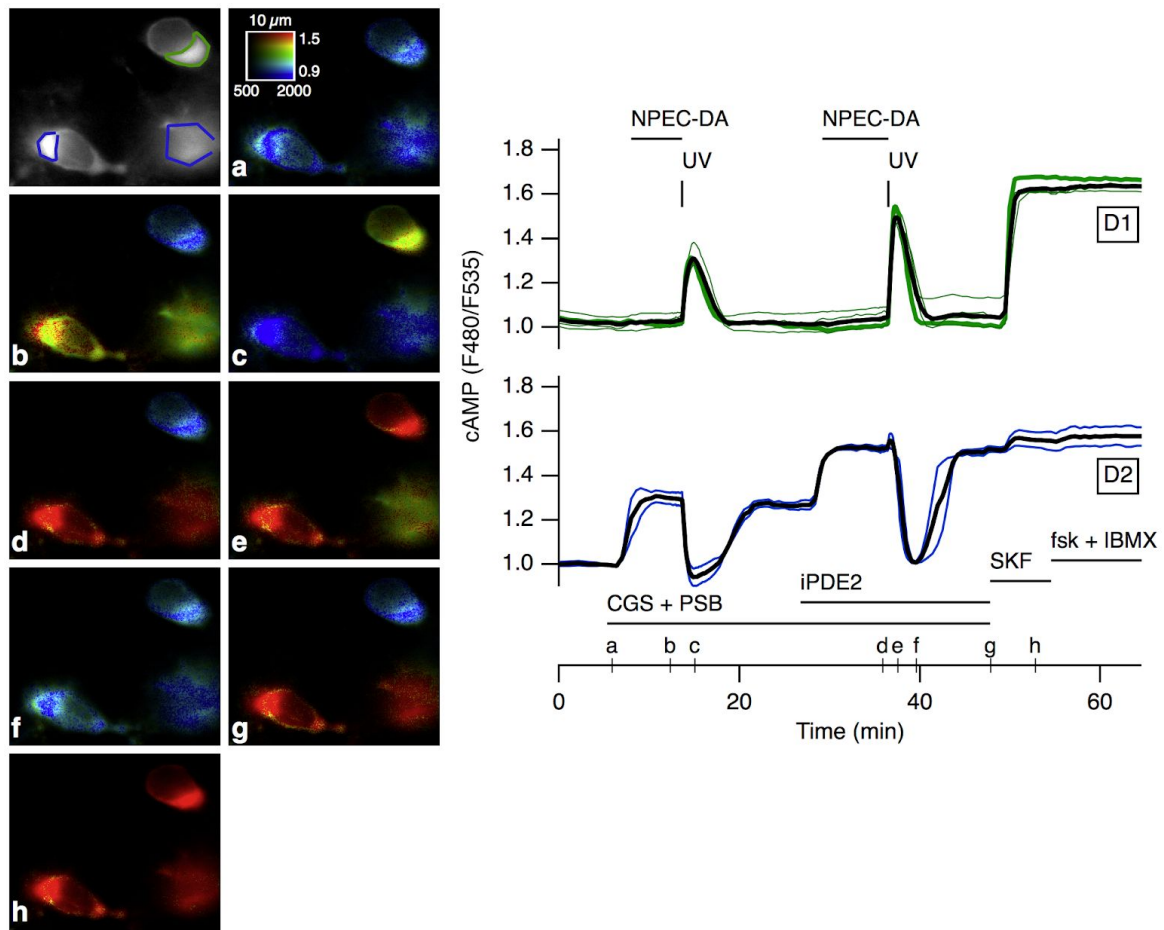 10 µm
1.5
0.9
500 2000
a
b
c
d
e
f
g
h
cAMP (F480/F535)
NPEC-DA NPEC-DA
UV UV
1.8
1.6
1.4
1.2
1.0
D1
1.8
1.6
1.4
1.2
1.0
D2
fsk + IBMX
SKF
iPDE2
CGS + PSB
a b c d e f g h
0 20 40 60
Time (min)